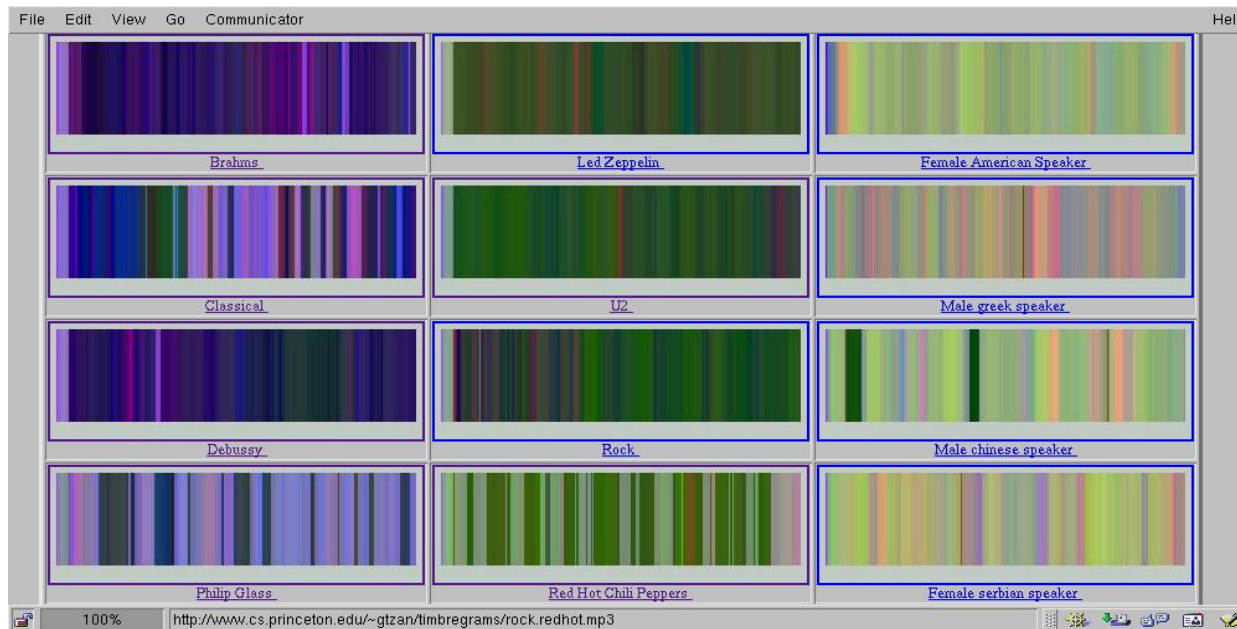 File Edit View Go Communicator Hel
Brahms Led Zeppelin Female American Speaker
Classical U2 Male greek speaker
Debussy Rock Male chinese speaker
Philip Glass Red Hot Chili Peppers Female serbian speaker
100% http://www.cs.princeton.edu/~gtzan/timbregrams/rock.redhot.mp3